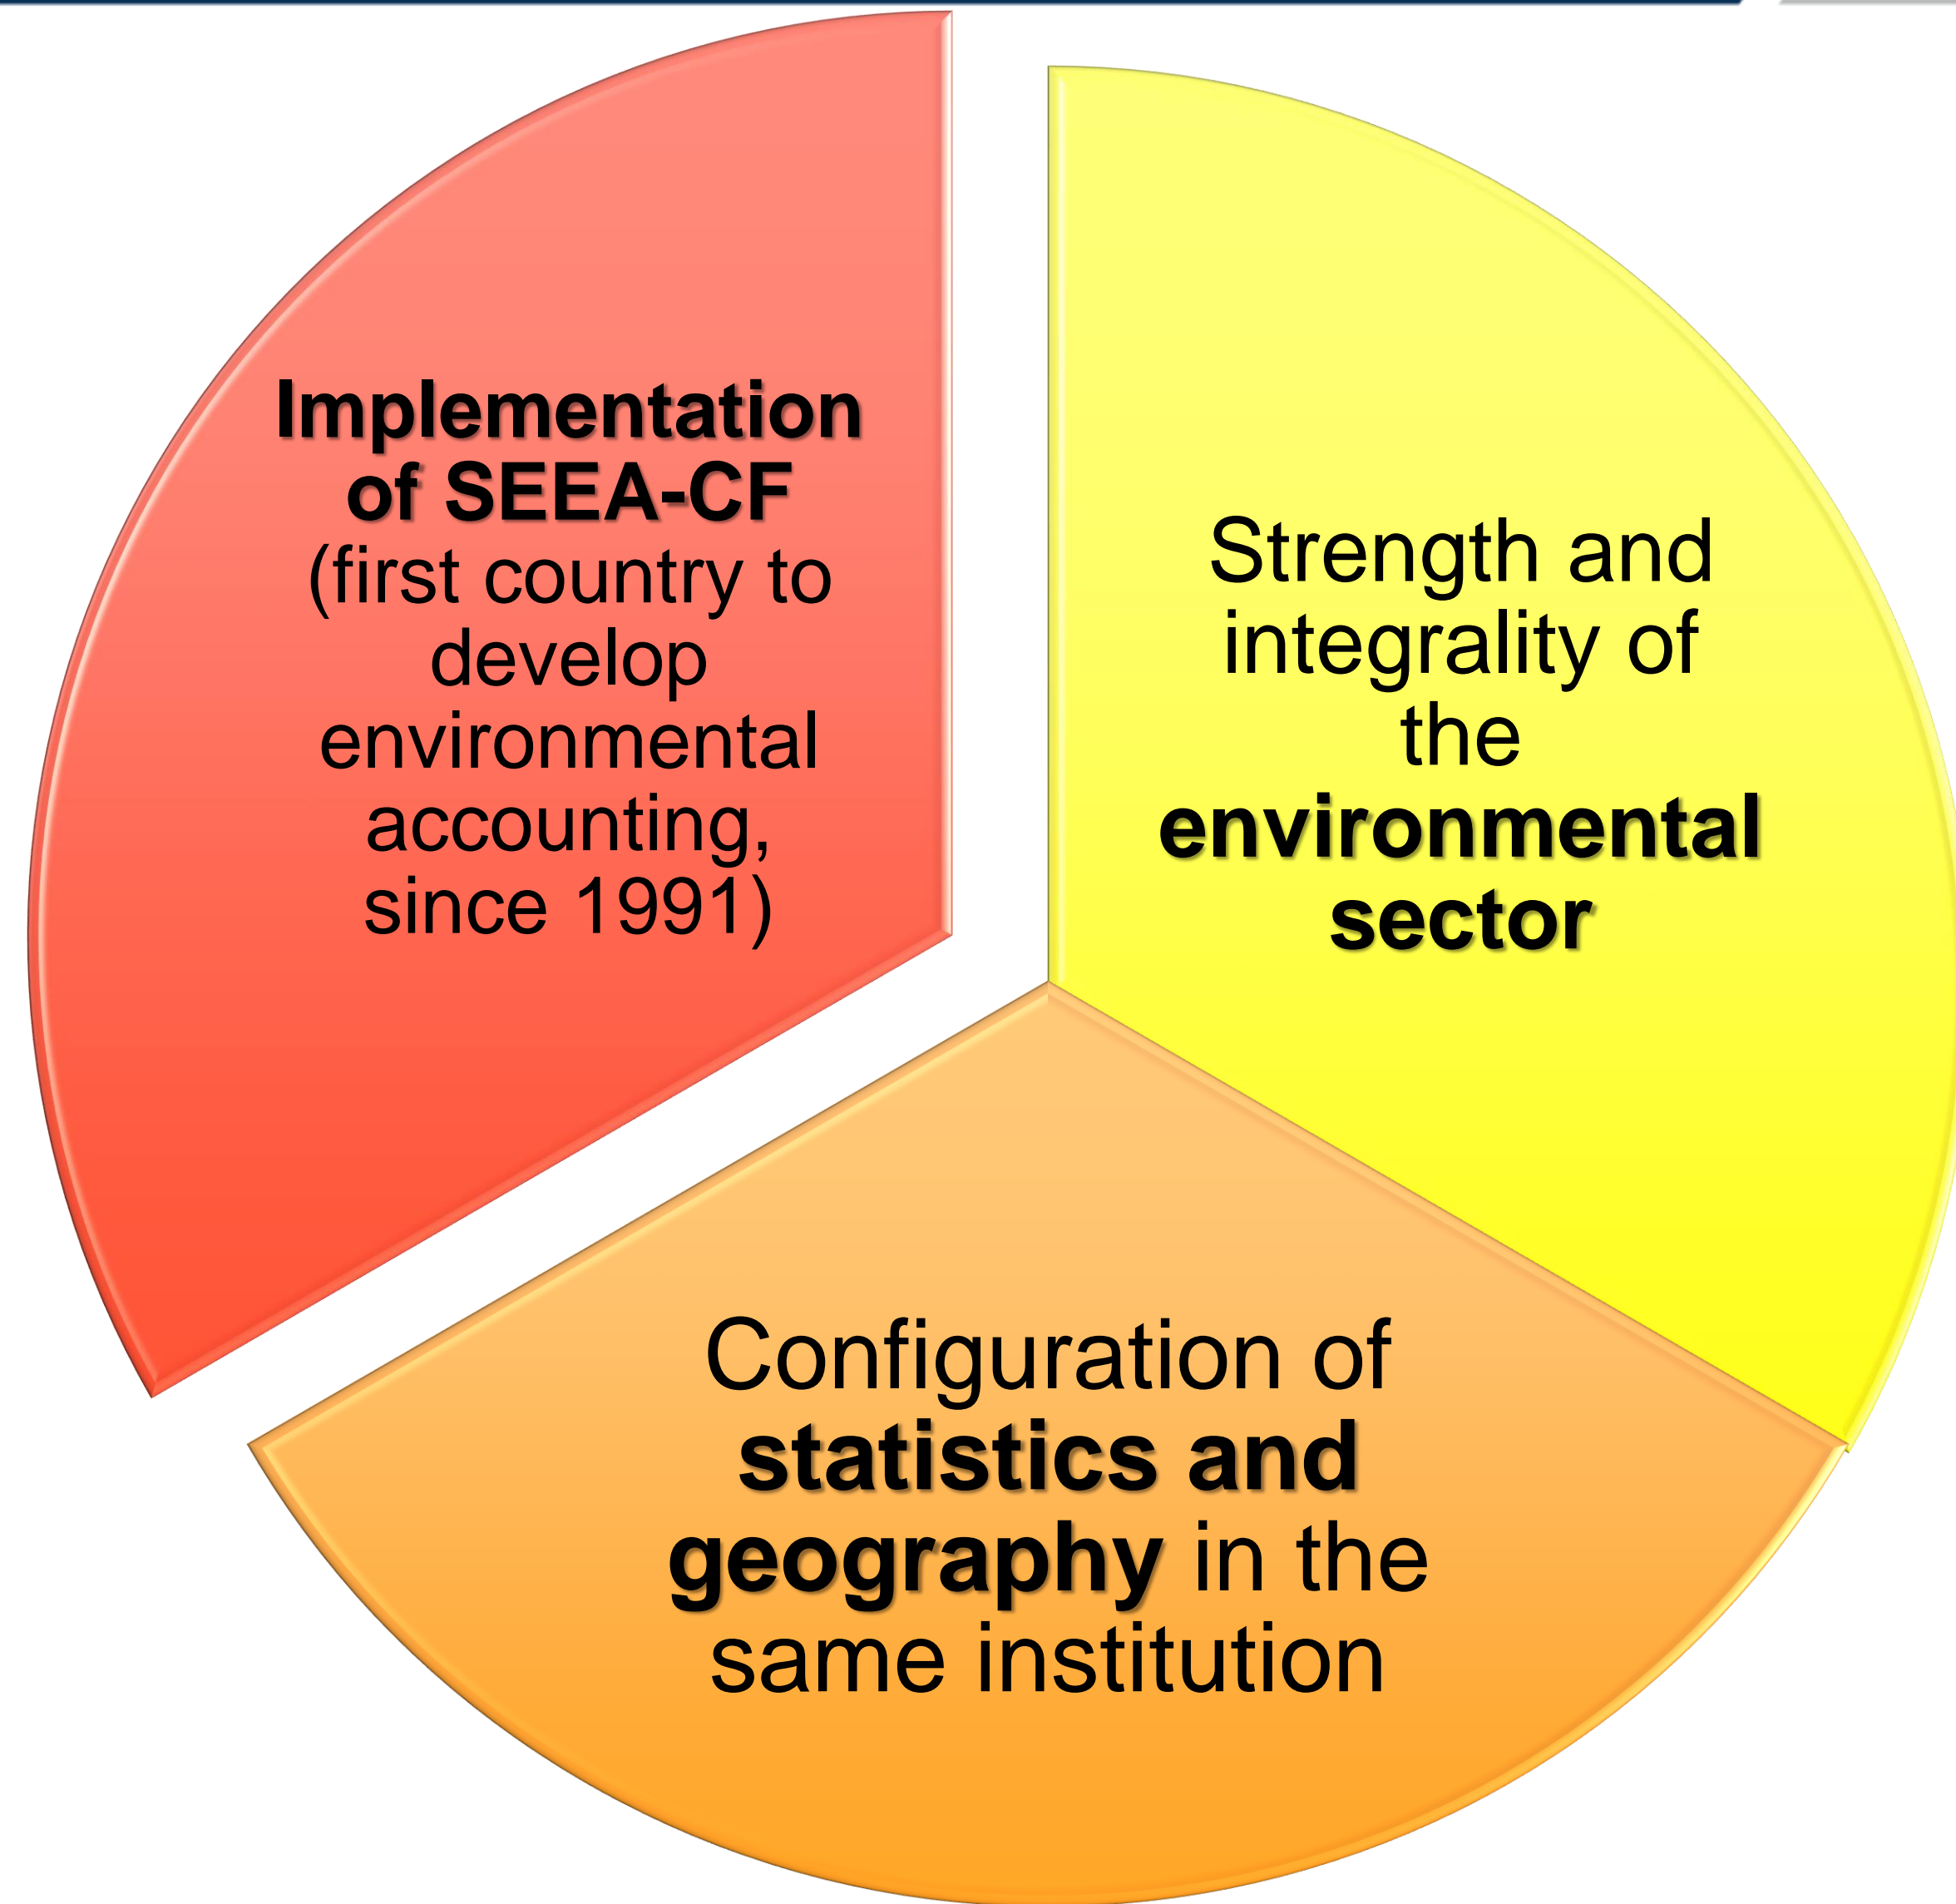 Implementation
of SEEA-CF
(first country to
develop
environmental
accounting,
since 1991)
Strength and
integrality of
the
environmental
sector
Configuration of
statistics and
geography in the
same institution